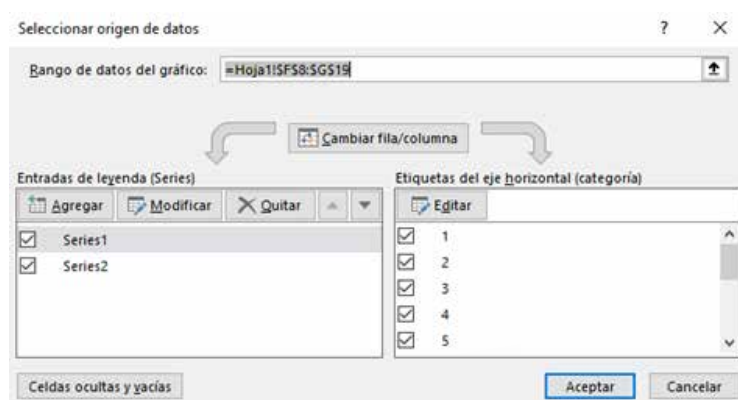 Seleccionar origen de datos ? ×
Rango de datos del gráfico: =Hoja1!$F$8:$G$19
Cambiar fila/columna
Entradas de leyenda (Series)
Agregar Modificar Quitar
Series1
Series2
Etiquetas del eje horizontal (categoría)
Editar
1
2
3
4
5
Celdas ocultas y vacías Aceptar Cancelar